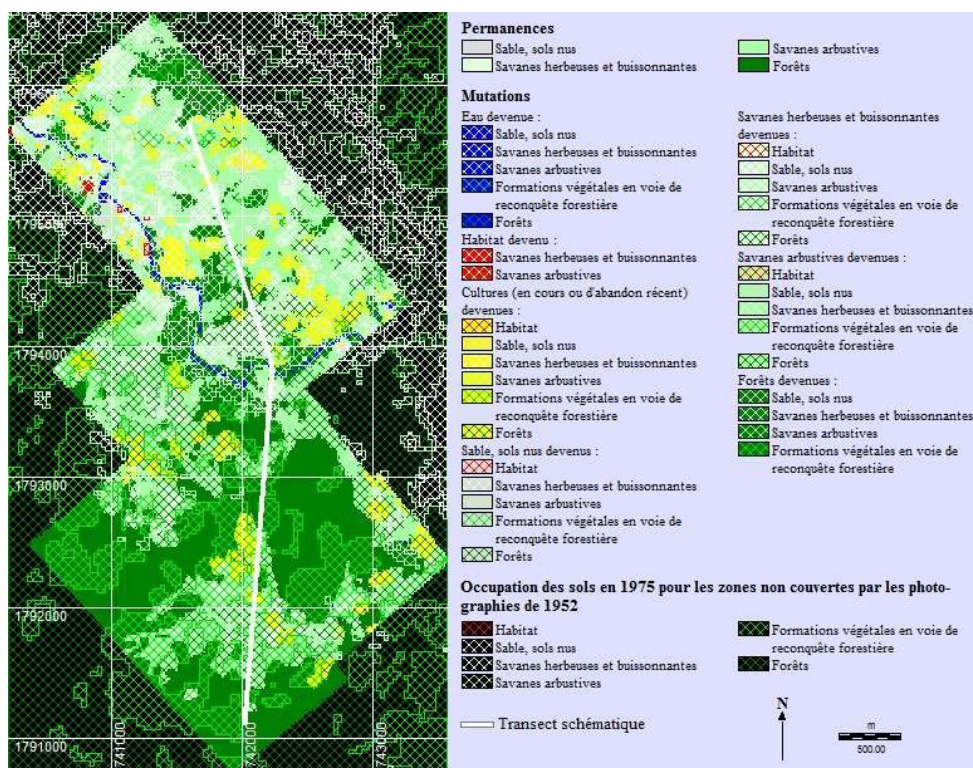 Permanences
Sable, sols nus
Savanes herbeuses et buissonnantes
Savanes arbustives
Forêts
Mutations
Eau devenue :
Sable, sols nus
Savanes herbeuses et buissonnantes
Savanes arbustives
Formations végétales en voie de
reconquête forestière
Forêts
Habitat devenu :
Savanes herbeuses et buissonnantes
Savanes arbustives
Cultures (en cours ou d'abandon récent)
devenues :
Habitat
Sable, sols nus
Savanes herbeuses et buissonnantes
Savanes arbustives
Formations végétales en voie de
reconquête forestière
Forêts
Sable, sols nus devenus :
Habitat
Savanes herbeuses et buissonnantes
Savanes arbustives
Formations végétales en voie de
reconquête forestière
Forêts
Savanes herbeuses et buissonnantes
devenues :
Habitat
Sable, sols nus
Savanes arbustives
Formations végétales en voie de
reconquête forestière
Forêts
Savanes arbustives devenues :
Habitat
Sable, sols nus
Savanes herbeuses et buissonnantes
Formations végétales en voie de
reconquête forestière
Forêts
Forêts devenues :
Sable, sols nus
Savanes herbeuses et buissonnantes
Savanes arbustives
Formations végétales en voie de
reconquête forestière
Occupation des sols en 1975 pour les zones non couvertes par les photo-
graphies de 1952
Habitat
Sable, sols nus
Savanes herbeuses et buissonnantes
Savanes arbustives
Formations végétales en voie de
reconquête forestière
Forêts
Transect schématique
N
m
500.00
1794000
1793000
1792000
1791000
741000
742000
743000